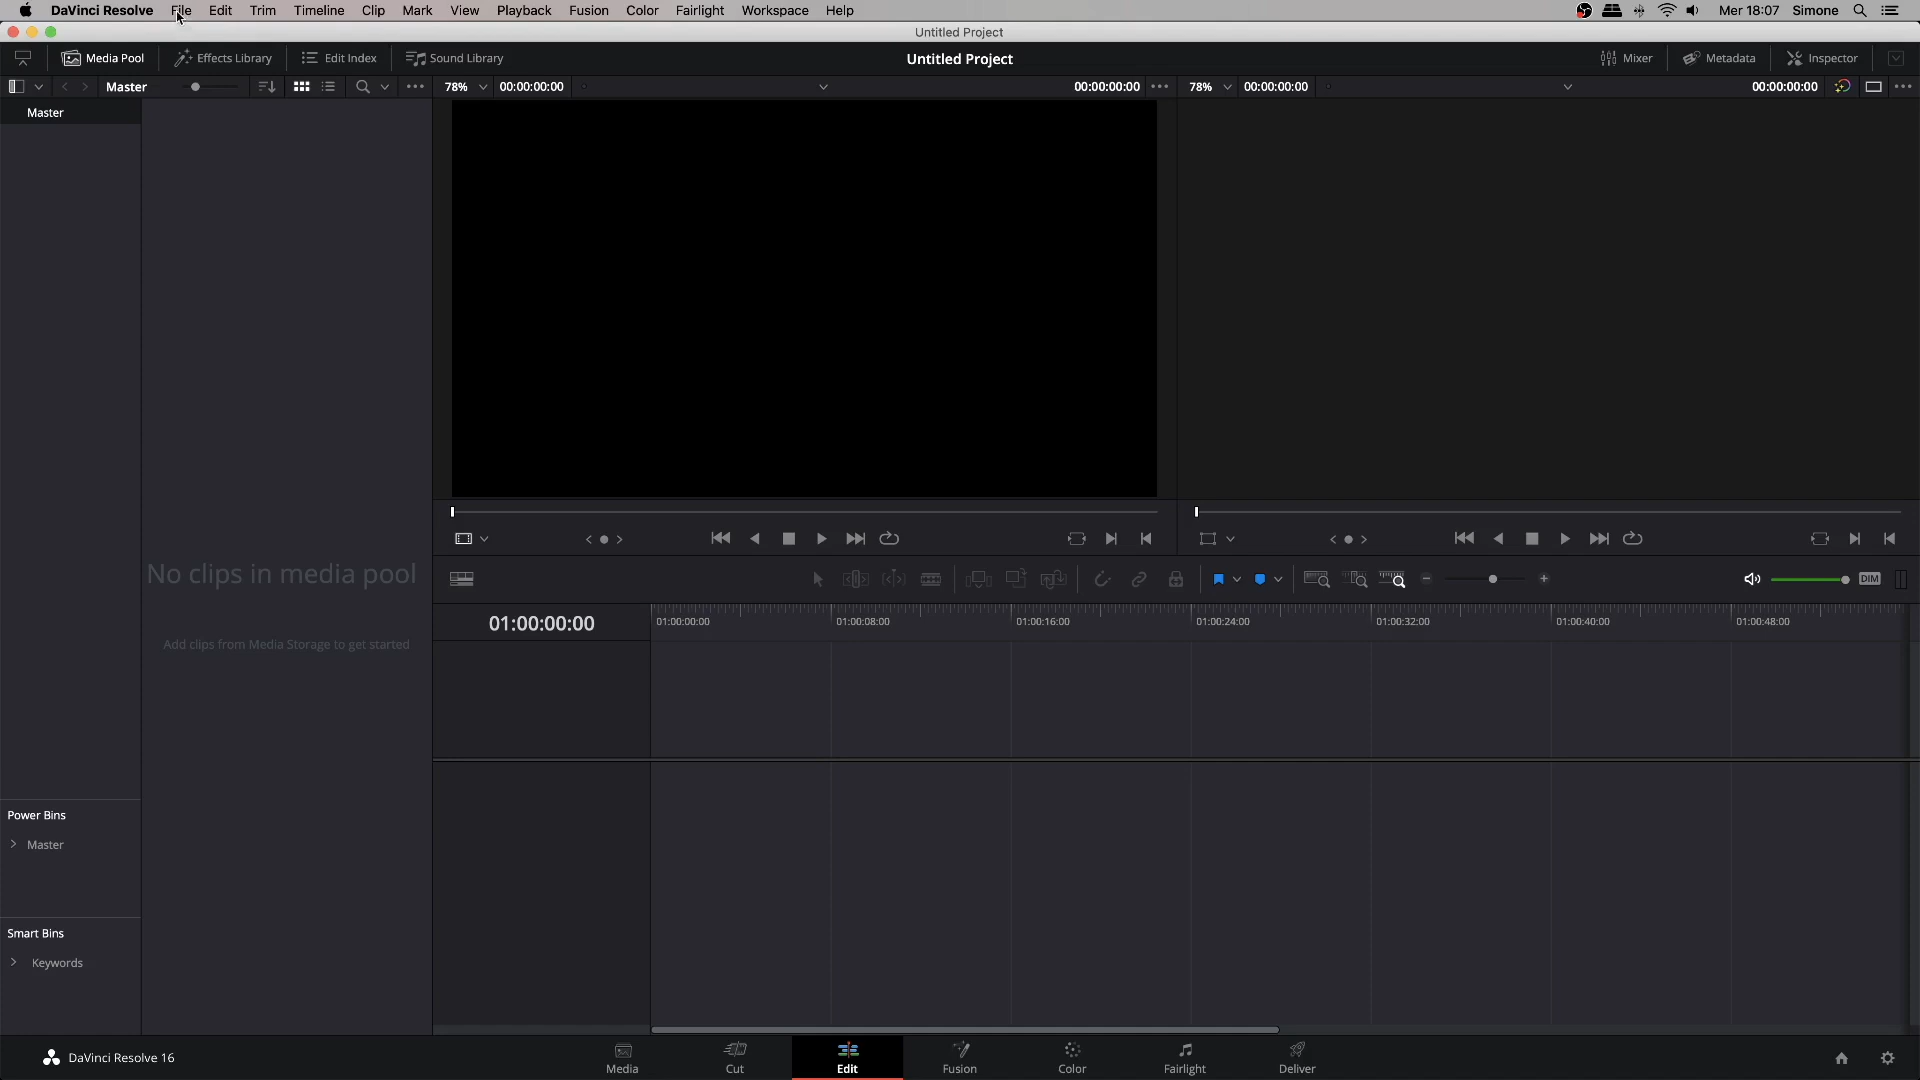 DaVinci Resolve File Edit Trim Timeline Clip Mark View Playback Fusion Color Fairlight Workspace Help Mer 18:07 Simone
Untitled Project
Media Pool Effects Library Edit Index Sound Library Untitled Project Mixer Metadata Inspector
Master 78% 00:00:00:00 00:00:00:00 78% 00:00:00:00 00:00:00:00
Master
No clips in media pool
Add clips from Media Storage to get started
DIM
01:00:00:00 01:00:00:00 01:00:08:00 01:00:16:00 01:00:24:00 01:00:32:00 01:00:40:00 01:00:48:00
Power Bins
Master
Smart Bins
Keywords
DaVinci Resolve 16 Media Cut Edit Fusion Color Fairlight Deliver